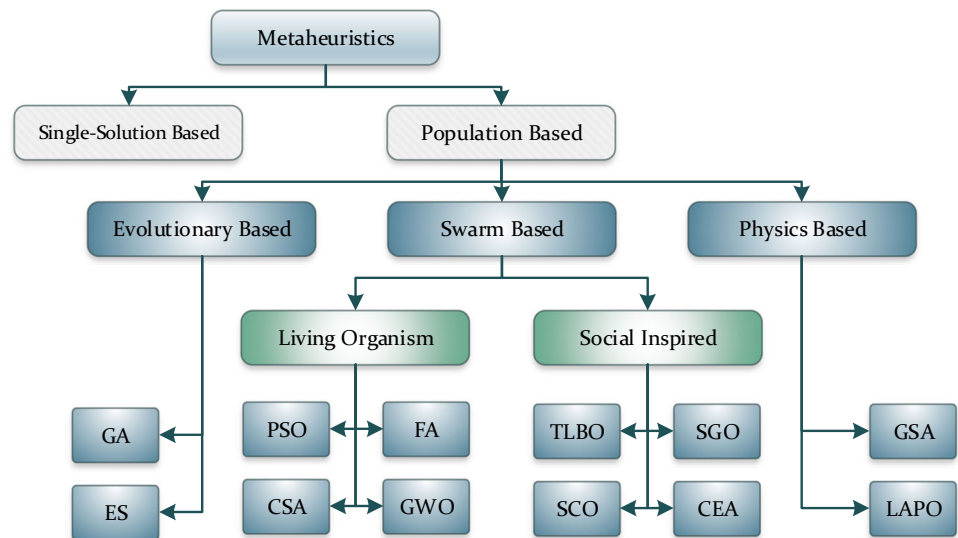 Metaheuristics
Single-Solution Based
Population Based
Evolutionary Based
Swarm Based
Physics Based
Living Organism
Social Inspired
GA
PSO
FA
TLBO
SGO
GSA
ES
CSA
GWO
SCO
CEA
LAPO